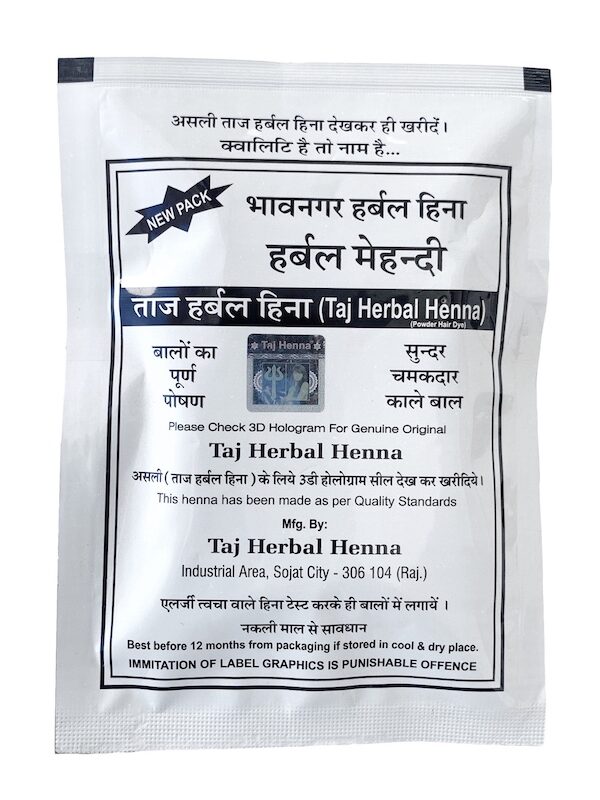 असली ताज हर्बल हिना देखकर ही खरीदें।
क्वालिटि है तो नाम है...
NEW PACK
भावनगर हर्बल हिना
हर्बल मेहन्दी
ताज हर्बल हिना (Taj Herbal Henna)
(Powder Hair Dye)
बालों का
पूर्ण
पोषण
Taj Henna
सुन्दर
चमकदार
काले बाल
Please Check 3D Hologram For Genuine Original
Taj Herbal Henna
असली ( ताज हर्बल हिना ) के लिये 3डी होलोग्राम सील देख कर खरीदिये।
This henna has been made as per Quality Standards
Mfg. By:
Taj Herbal Henna
Industrial Area, Sojat City - 306 104 (Raj.)
एलर्जी त्वचा वाले हिना टेस्ट करके ही बालों में लगायें ।
नकली माल से सावधान
Best before 12 months from packaging if stored in cool & dry place.
IMMITATION OF LABEL GRAPHICS IS PUNISHABLE OFFENCE